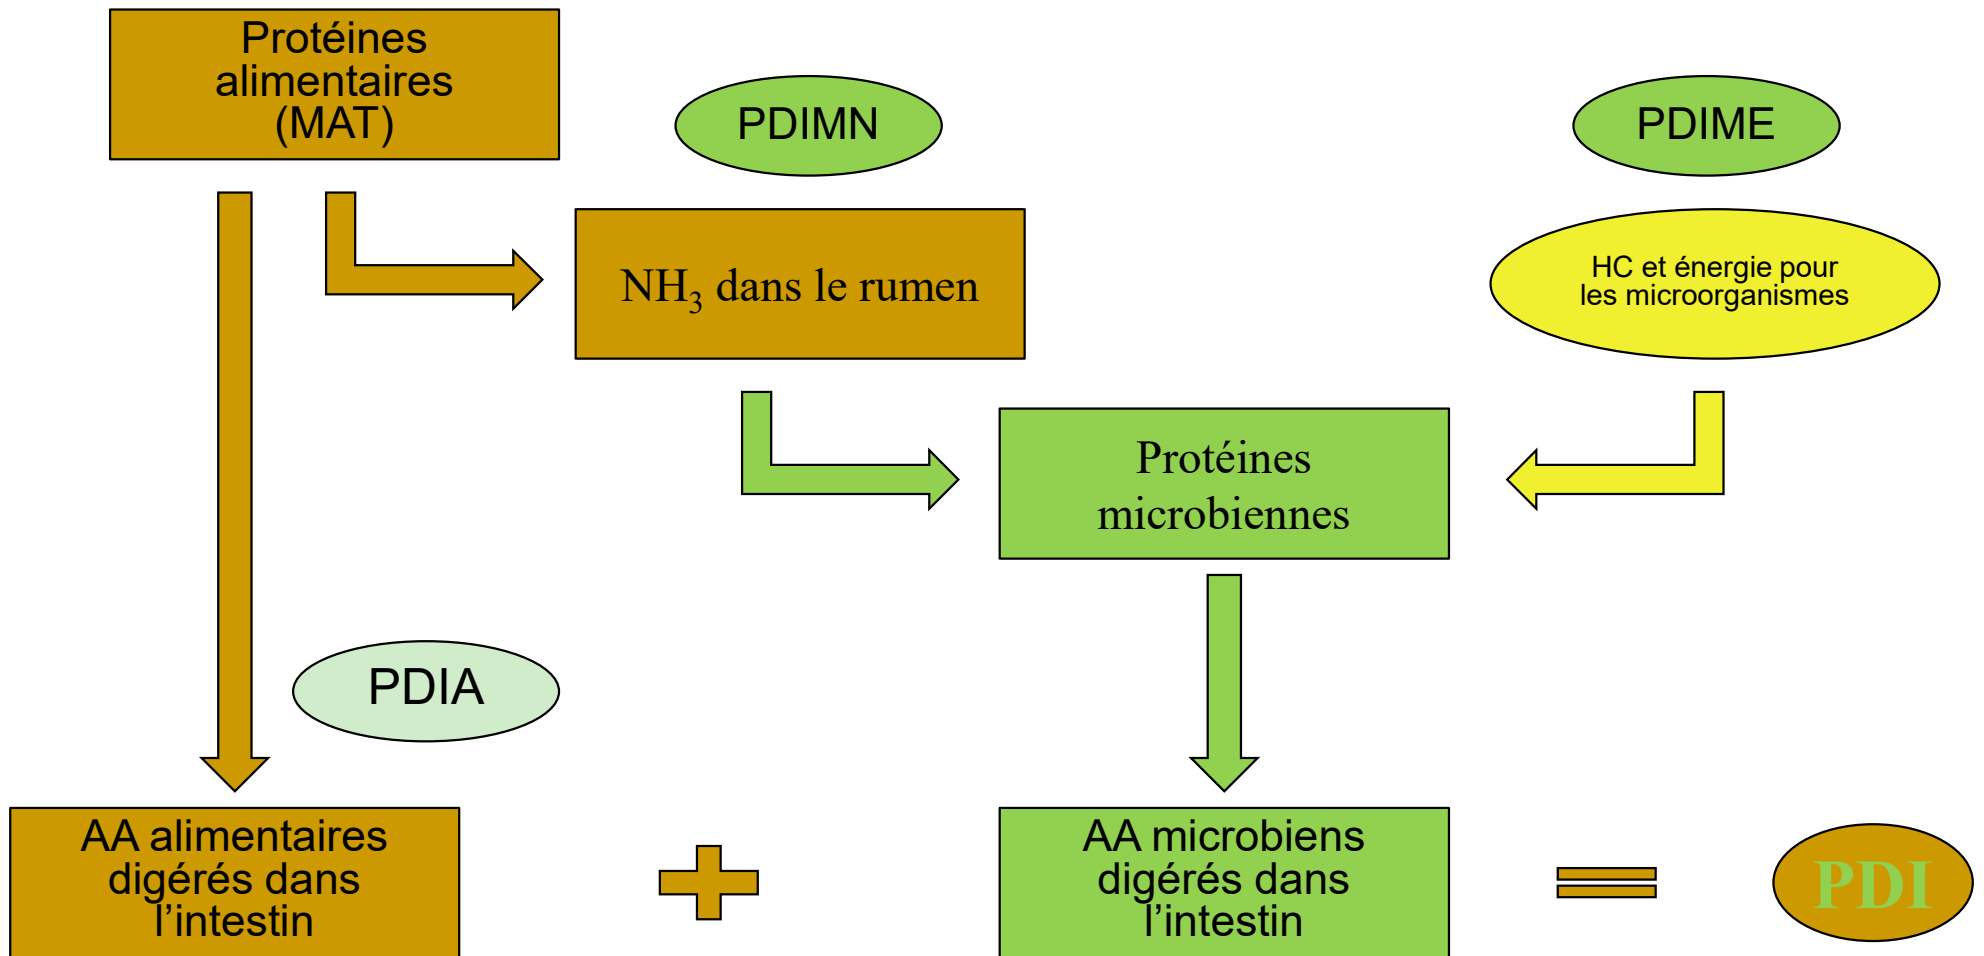 Protéines
alimentaires
(MAT)
PDIMN
PDIME
NH₃ dans le rumen
HC et énergie pour
les microorganismes
Protéines
microbiennes
PDIA
AA alimentaires
digérés dans
l’intestin
+
AA microbiens
digérés dans
l’intestin
=
PDI